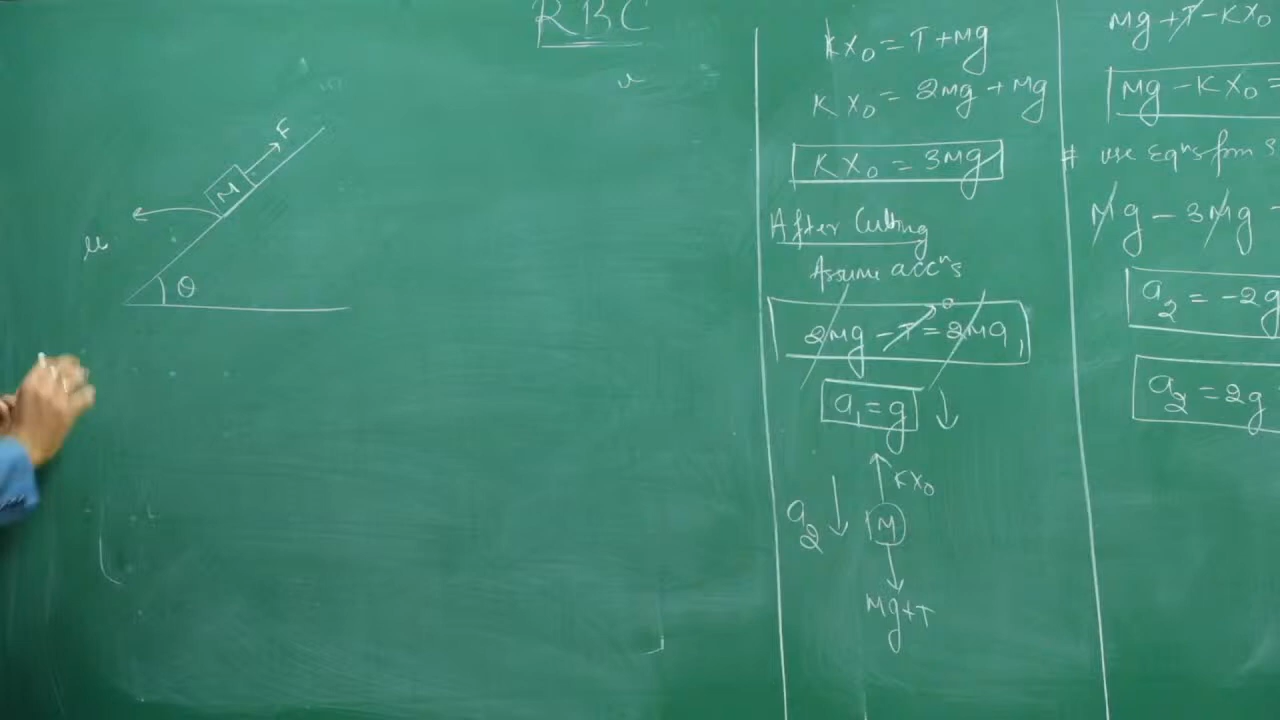 RBC
F
M
μ
θ
Kx₀ = T + Mg
Kx₀ = 2Mg + Mg
Kx₀ = 3Mg
After Cutting
Assume accⁿs
2Mg - T⁰ = 2Ma₁
a₁ = g ↓
Kx₀
a₂ ↓ M
Mg+T
Mg + T - Kx₀
Mg - Kx₀ =
# use Eqⁿs from
Mg - 3Mg =
a₂ = -2g
a₂ = 2g